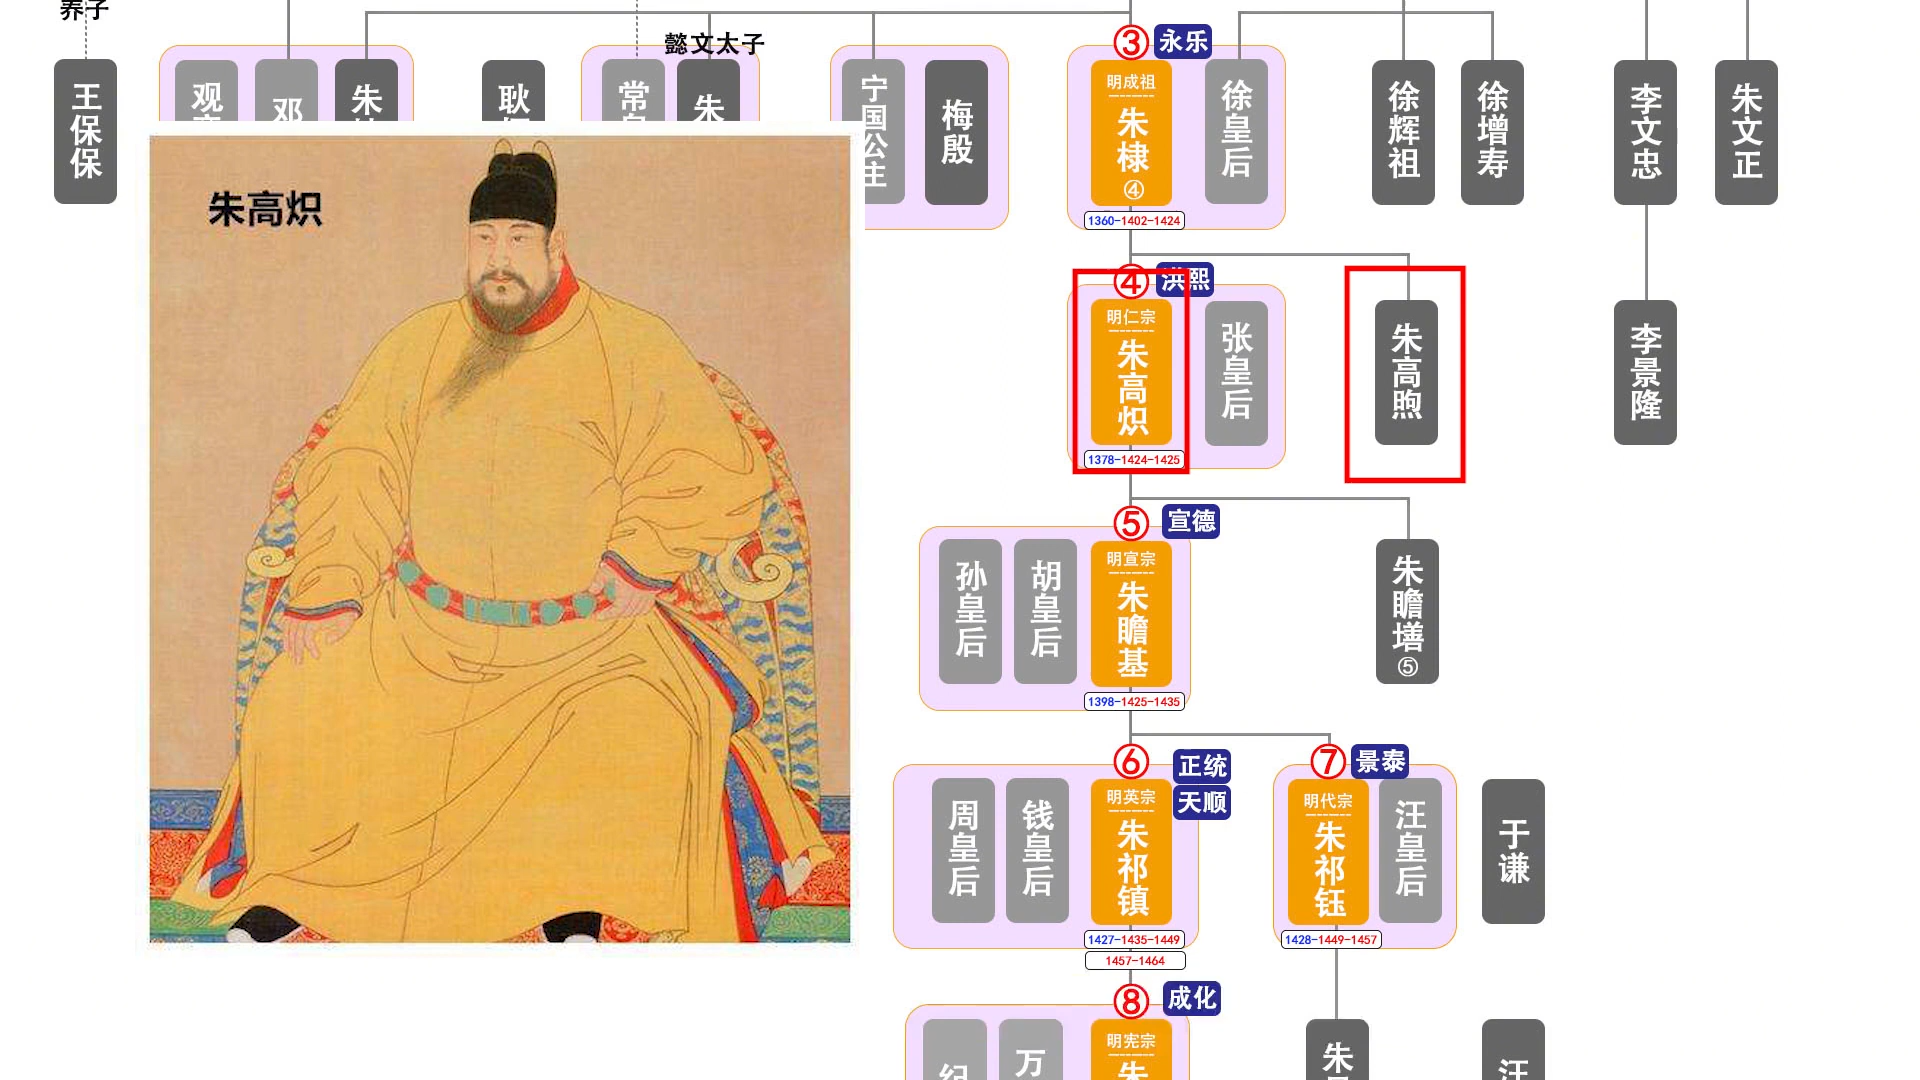 养子
懿文太子
③ 永乐
王保保
观
邓
朱
耿
常
朱
宁国公主
梅殷
明成祖
朱棣④
1360-1402-1424
徐皇后
徐辉祖
徐增寿
李文忠
朱文正
朱高炽
④ 洪熙
明仁宗
朱高炽
1378-1424-1425
张皇后
朱高煦
李景隆
⑤ 宣德
孙皇后
胡皇后
明宣宗
朱瞻基
1398-1425-1435
朱瞻墡⑤
⑥ 正统
天顺
周皇后
钱皇后
明英宗
朱祁镇
1427-1435-1449
1457-1464
⑦ 景泰
明代宗
朱祁钰
1428-1449-1457
汪皇后
于谦
⑧ 成化
纪
万
明宪宗
朱
朱
汪